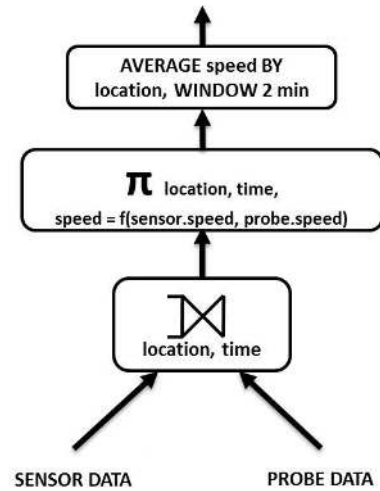 AVERAGE speed BY
location, WINDOW 2 min
π location, time,
speed = f(sensor.speed, probe.speed)
location, time
SENSOR DATA
PROBE DATA